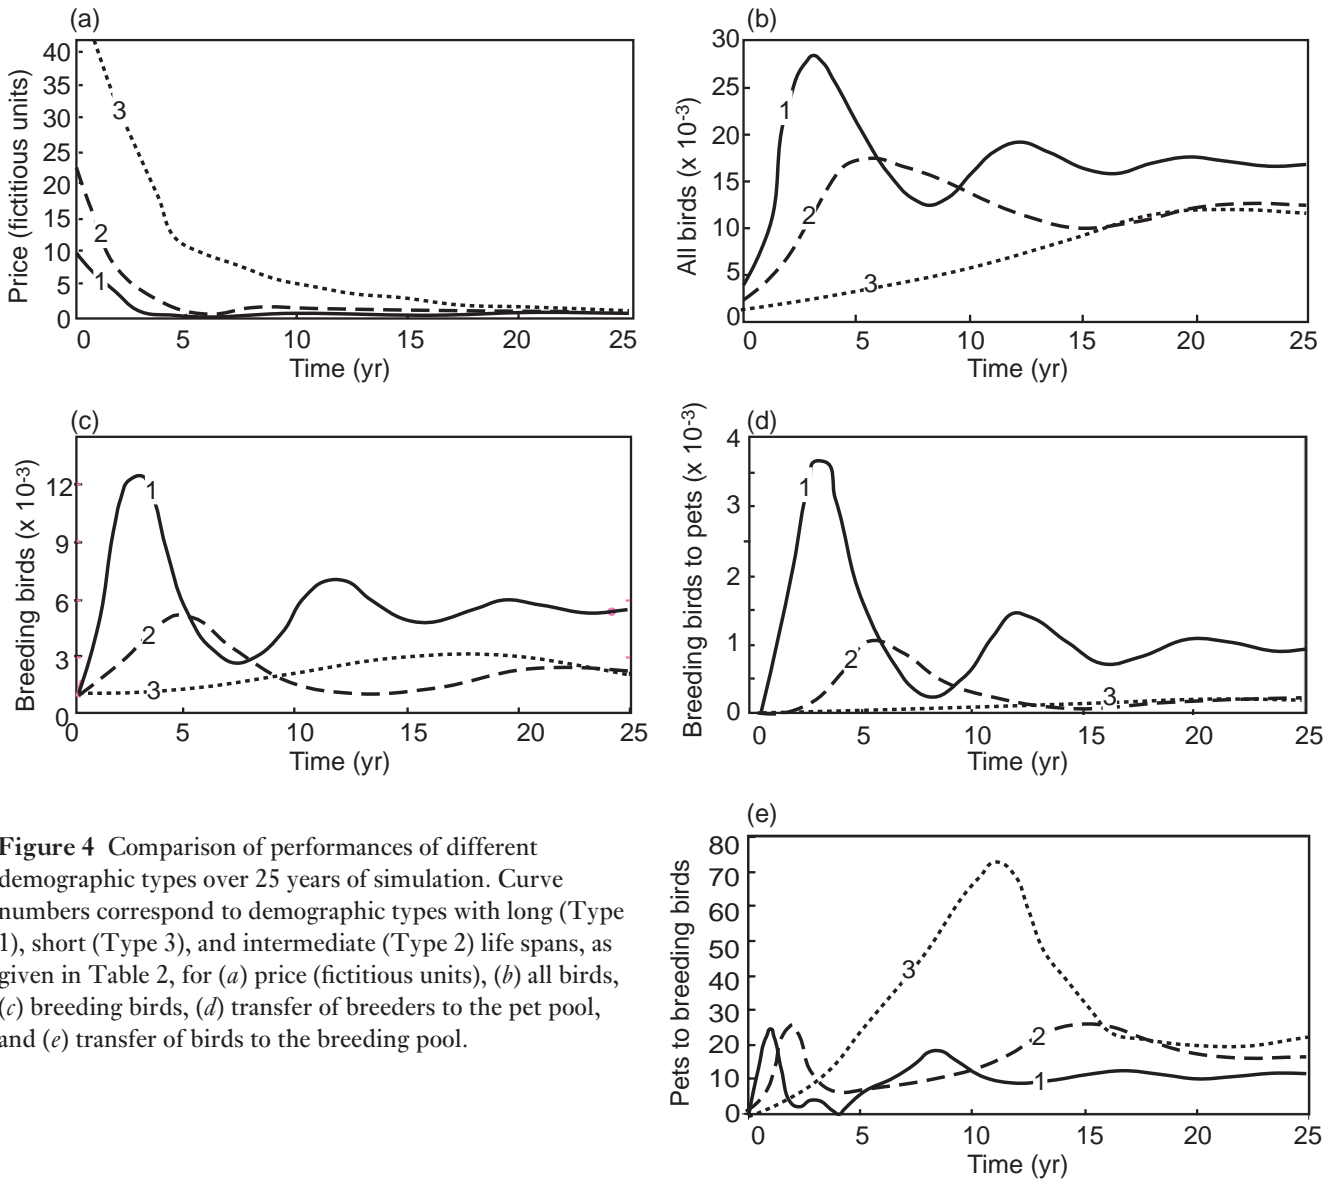 (a)
Price (fictitious units)
40
35
30
25
20
15
10
5
0
3
2
1
0 5 10 15 20 25
Time (yr)
(b)
All birds (x 10-3)
30
25
20
15
10
5
0
1
2
3
0 5 10 15 20 25
Time (yr)
(c)
Breeding birds (x 10-3)
12
9
6
3
0
1
2
3
0 5 10 15 20 25
Time (yr)
(d)
Breeding birds to pets (x 10-3)
4
3
2
1
0
1
2
3
0 5 10 15 20 25
Time (yr)
(e)
Pets to breeding birds
80
70
60
50
40
30
20
10
0
3
2
1
0 5 10 15 20 25
Time (yr)
Figure 4 Comparison of performances of different
demographic types over 25 years of simulation. Curve
numbers correspond to demographic types with long (Type
1), short (Type 3), and intermediate (Type 2) life spans, as
given in Table 2, for (a) price (fictitious units), (b) all birds,
(c) breeding birds, (d) transfer of breeders to the pet pool,
and (e) transfer of birds to the breeding pool.